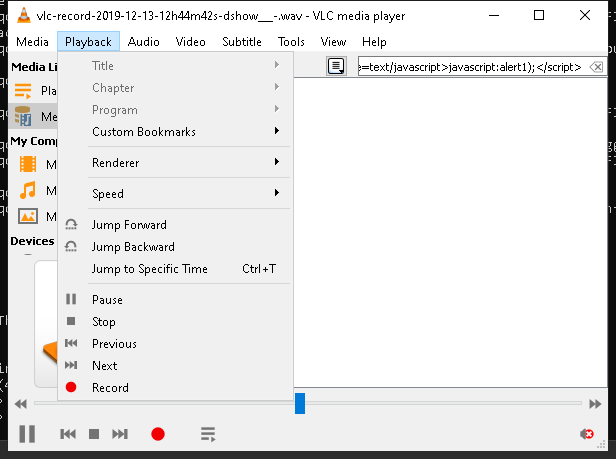 vlc-record-2019-12-13-12h44m42s-dshow___-.wav - VLC media player
Media Playback Audio Video Subtitle Tools View Help
Media Li
e=text/javascript>javascript:alert1);</script>
Title
Pla
Chapter
Me
Program
My Comp
Custom Bookmarks
M
Renderer
M
Speed
M
Jump Forward
Devices
Jump Backward
Jump to Specific Time Ctrl+T
Pause
Stop
Previous
Next
Record